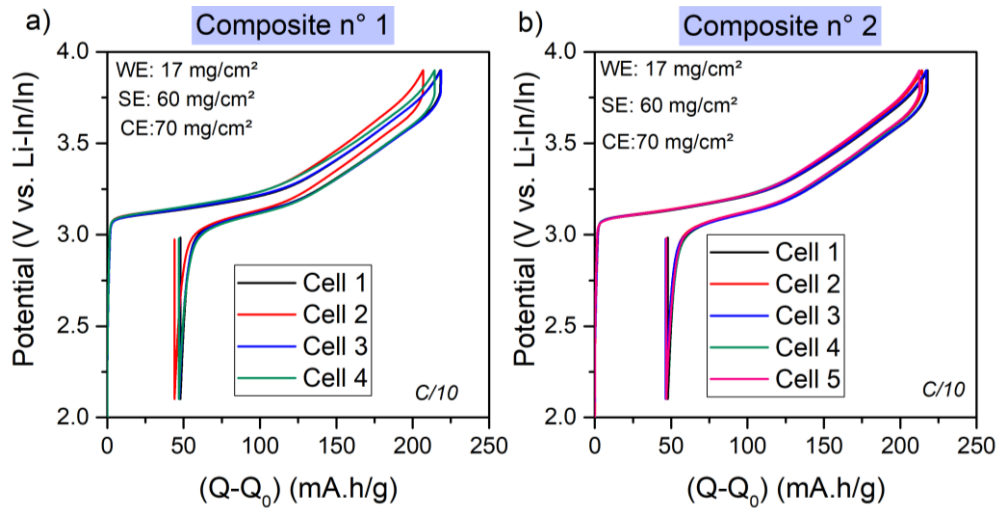 a)
Composite n° 1
WE: 17 mg/cm²
SE: 60 mg/cm²
CE:70 mg/cm²
Potential (V vs. Li-In/In)
4.0
3.5
3.0
2.5
2.0
Cell 1
Cell 2
Cell 3
Cell 4
C/10
0 50 100 150 200 250
(Q-Q₀) (mA.h/g)
b)
Composite n° 2
WE: 17 mg/cm²
SE: 60 mg/cm²
CE:70 mg/cm²
Potential (V vs. Li-In/In)
4.0
3.5
3.0
2.5
2.0
Cell 1
Cell 2
Cell 3
Cell 4
Cell 5
C/10
0 50 100 150 200 250
(Q-Q₀) (mA.h/g)